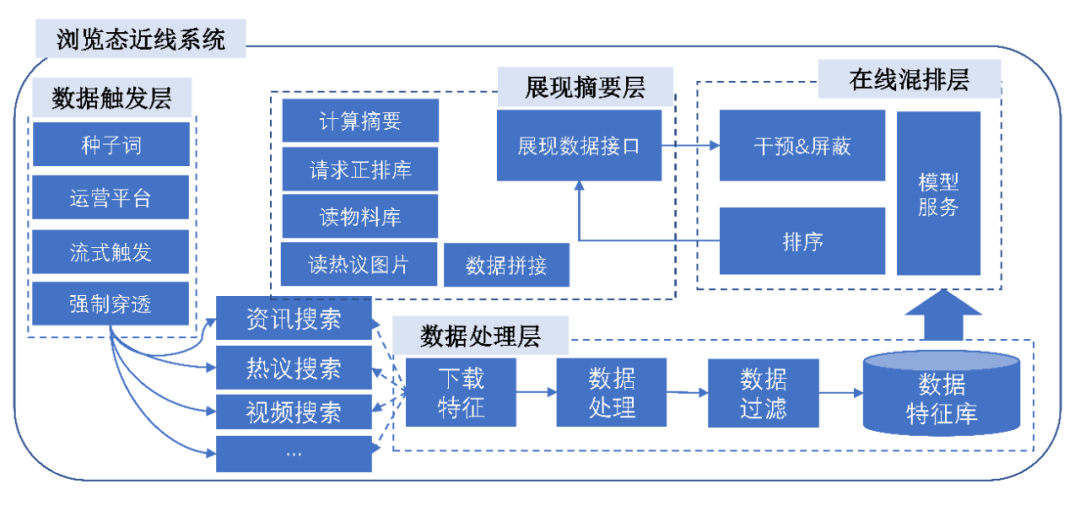 浏览态近线系统
数据触发层
种子词
运营平台
流式触发
强制穿透
资讯搜索
热议搜索
视频搜索
...
展现摘要层
计算摘要
请求正排库
读物料库
读热议图片
数据拼接
展现数据接口
在线混排层
干预&屏蔽
排序
模型
服务
数据处理层
下载
特征
数据
处理
数据
过滤
数据
特征库